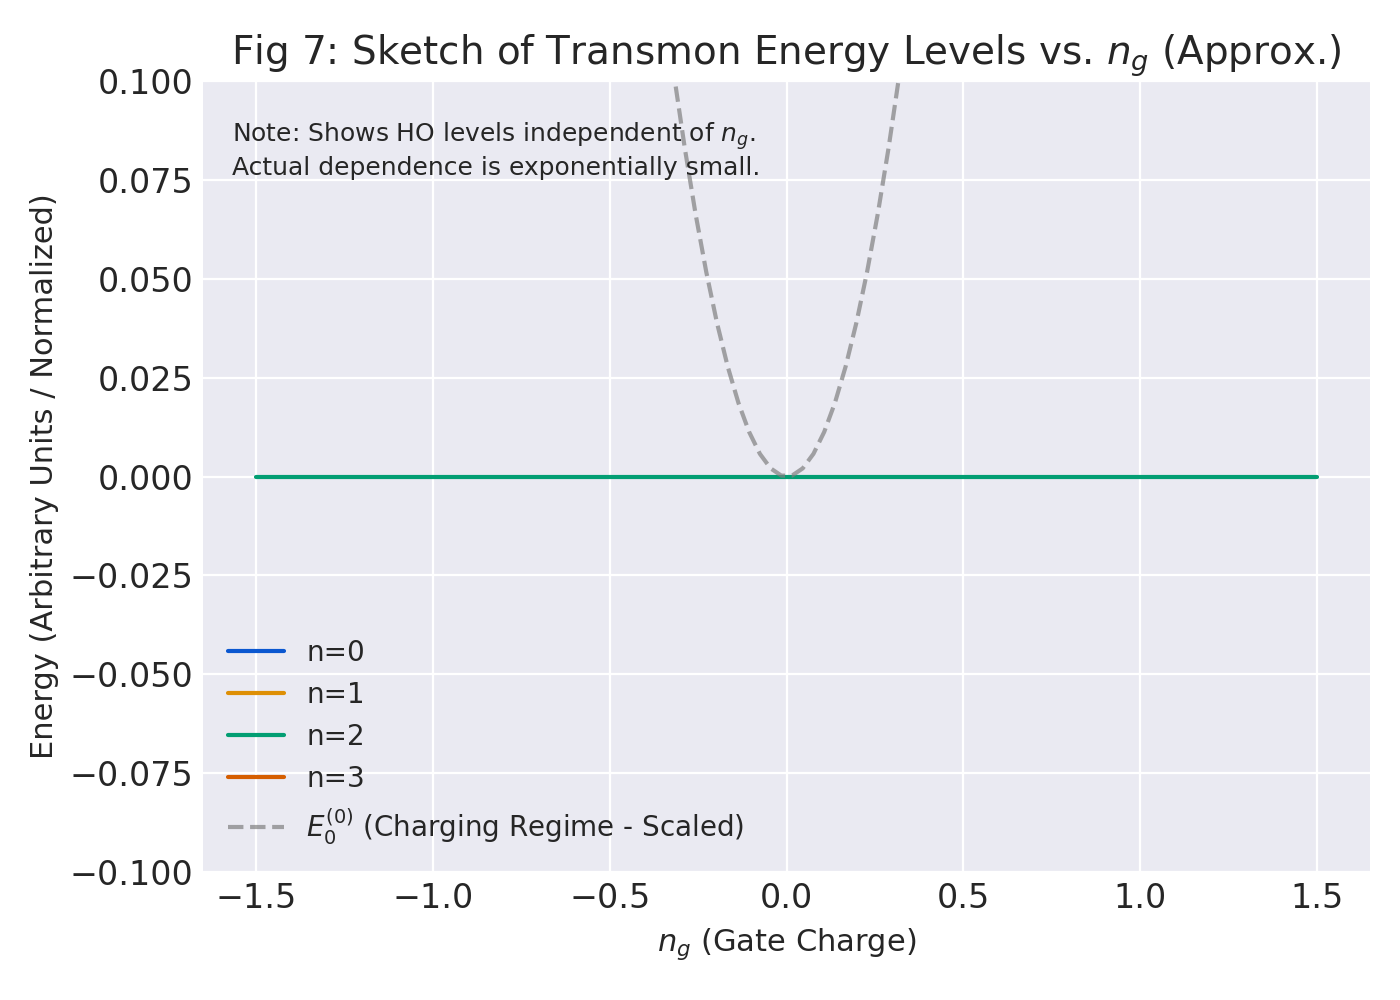 Fig 7: Sketch of Transmon Energy Levels vs. n_g (Approx.)
0.100
0.075
0.050
0.025
0.000
−0.025
−0.050
−0.075
−0.100
Energy (Arbitrary Units / Normalized)
Note: Shows HO levels independent of n_g.
Actual dependence is exponentially small.
n=0
n=1
n=2
n=3
E_0^(0) (Charging Regime - Scaled)
−1.5 −1.0 −0.5 0.0 0.5 1.0 1.5
n_g (Gate Charge)